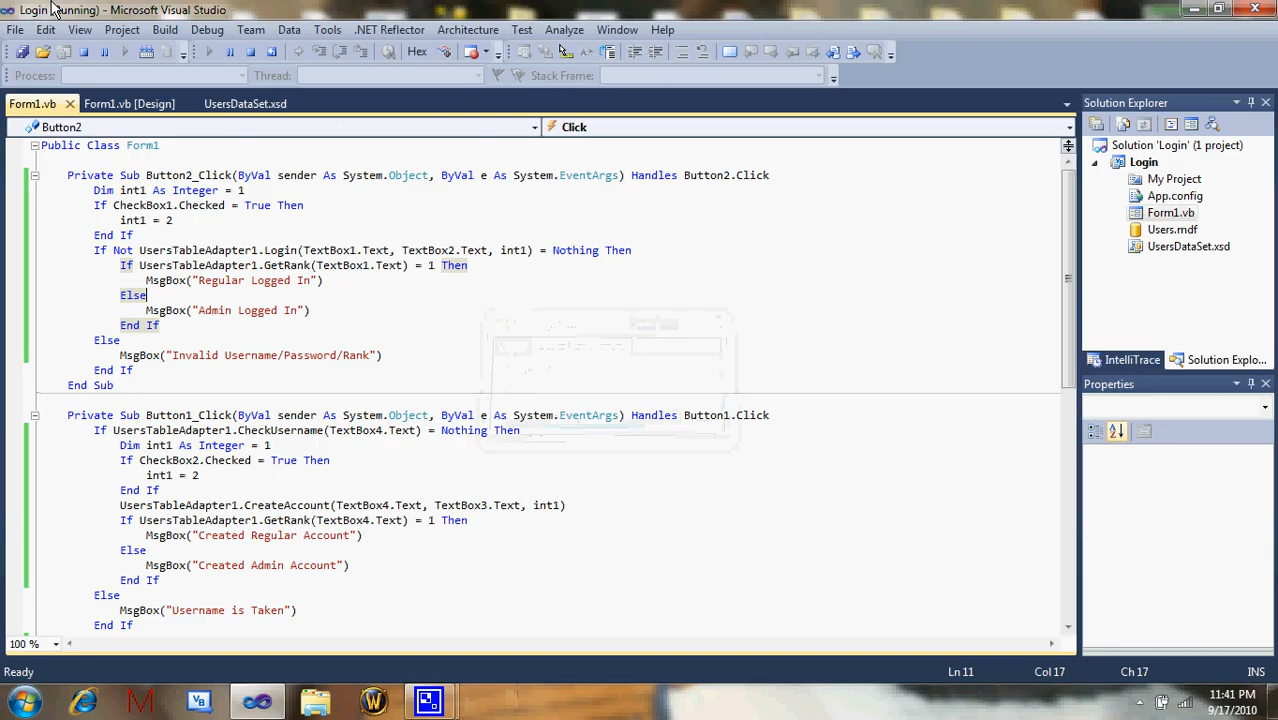 Login (Running) - Microsoft Visual Studio
File Edit View Project Build Debug Team Data Tools .NET Reflector Architecture Test Analyze Window Help
Hex
Process: Thread: Stack Frame:
Form1.vb Form1.vb [Design] UsersDataSet.xsd
Button2 Click
Public Class Form1
Private Sub Button2_Click(ByVal sender As System.Object, ByVal e As System.EventArgs) Handles Button2.Click
Dim int1 As Integer = 1
If CheckBox1.Checked = True Then
int1 = 2
End If
If Not UsersTableAdapter1.Login(TextBox1.Text, TextBox2.Text, int1) = Nothing Then
If UsersTableAdapter1.GetRank(TextBox1.Text) = 1 Then
MsgBox("Regular Logged In")
Else
MsgBox("Admin Logged In")
End If
Else
MsgBox("Invalid Username/Password/Rank")
End If
End Sub
Private Sub Button1_Click(ByVal sender As System.Object, ByVal e As System.EventArgs) Handles Button1.Click
If UsersTableAdapter1.CheckUsername(TextBox4.Text) = Nothing Then
Dim int1 As Integer = 1
If CheckBox2.Checked = True Then
int1 = 2
End If
UsersTableAdapter1.CreateAccount(TextBox4.Text, TextBox3.Text, int1)
If UsersTableAdapter1.GetRank(TextBox4.Text) = 1 Then
MsgBox("Created Regular Account")
Else
MsgBox("Created Admin Account")
End If
Else
MsgBox("Username is Taken")
End If
100 %
Solution Explorer
Solution 'Login' (1 project)
Login
My Project
App.config
Form1.vb
Users.mdf
UsersDataSet.xsd
IntelliTrace Solution Explo...
Properties
Ready Ln 11 Col 17 Ch 17 INS
VB
11:41 PM
9/17/2010